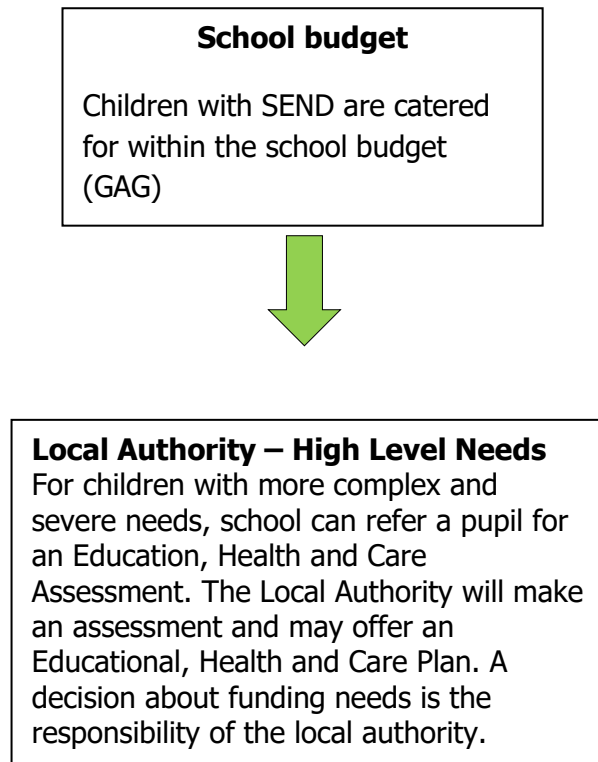 School budget
Children with SEND are catered
for within the school budget
(GAG)
Local Authority – High Level Needs
For children with more complex and
severe needs, school can refer a pupil for
an Education, Health and Care
Assessment. The Local Authority will make
an assessment and may offer an
Educational, Health and Care Plan. A
decision about funding needs is the
responsibility of the local authority.